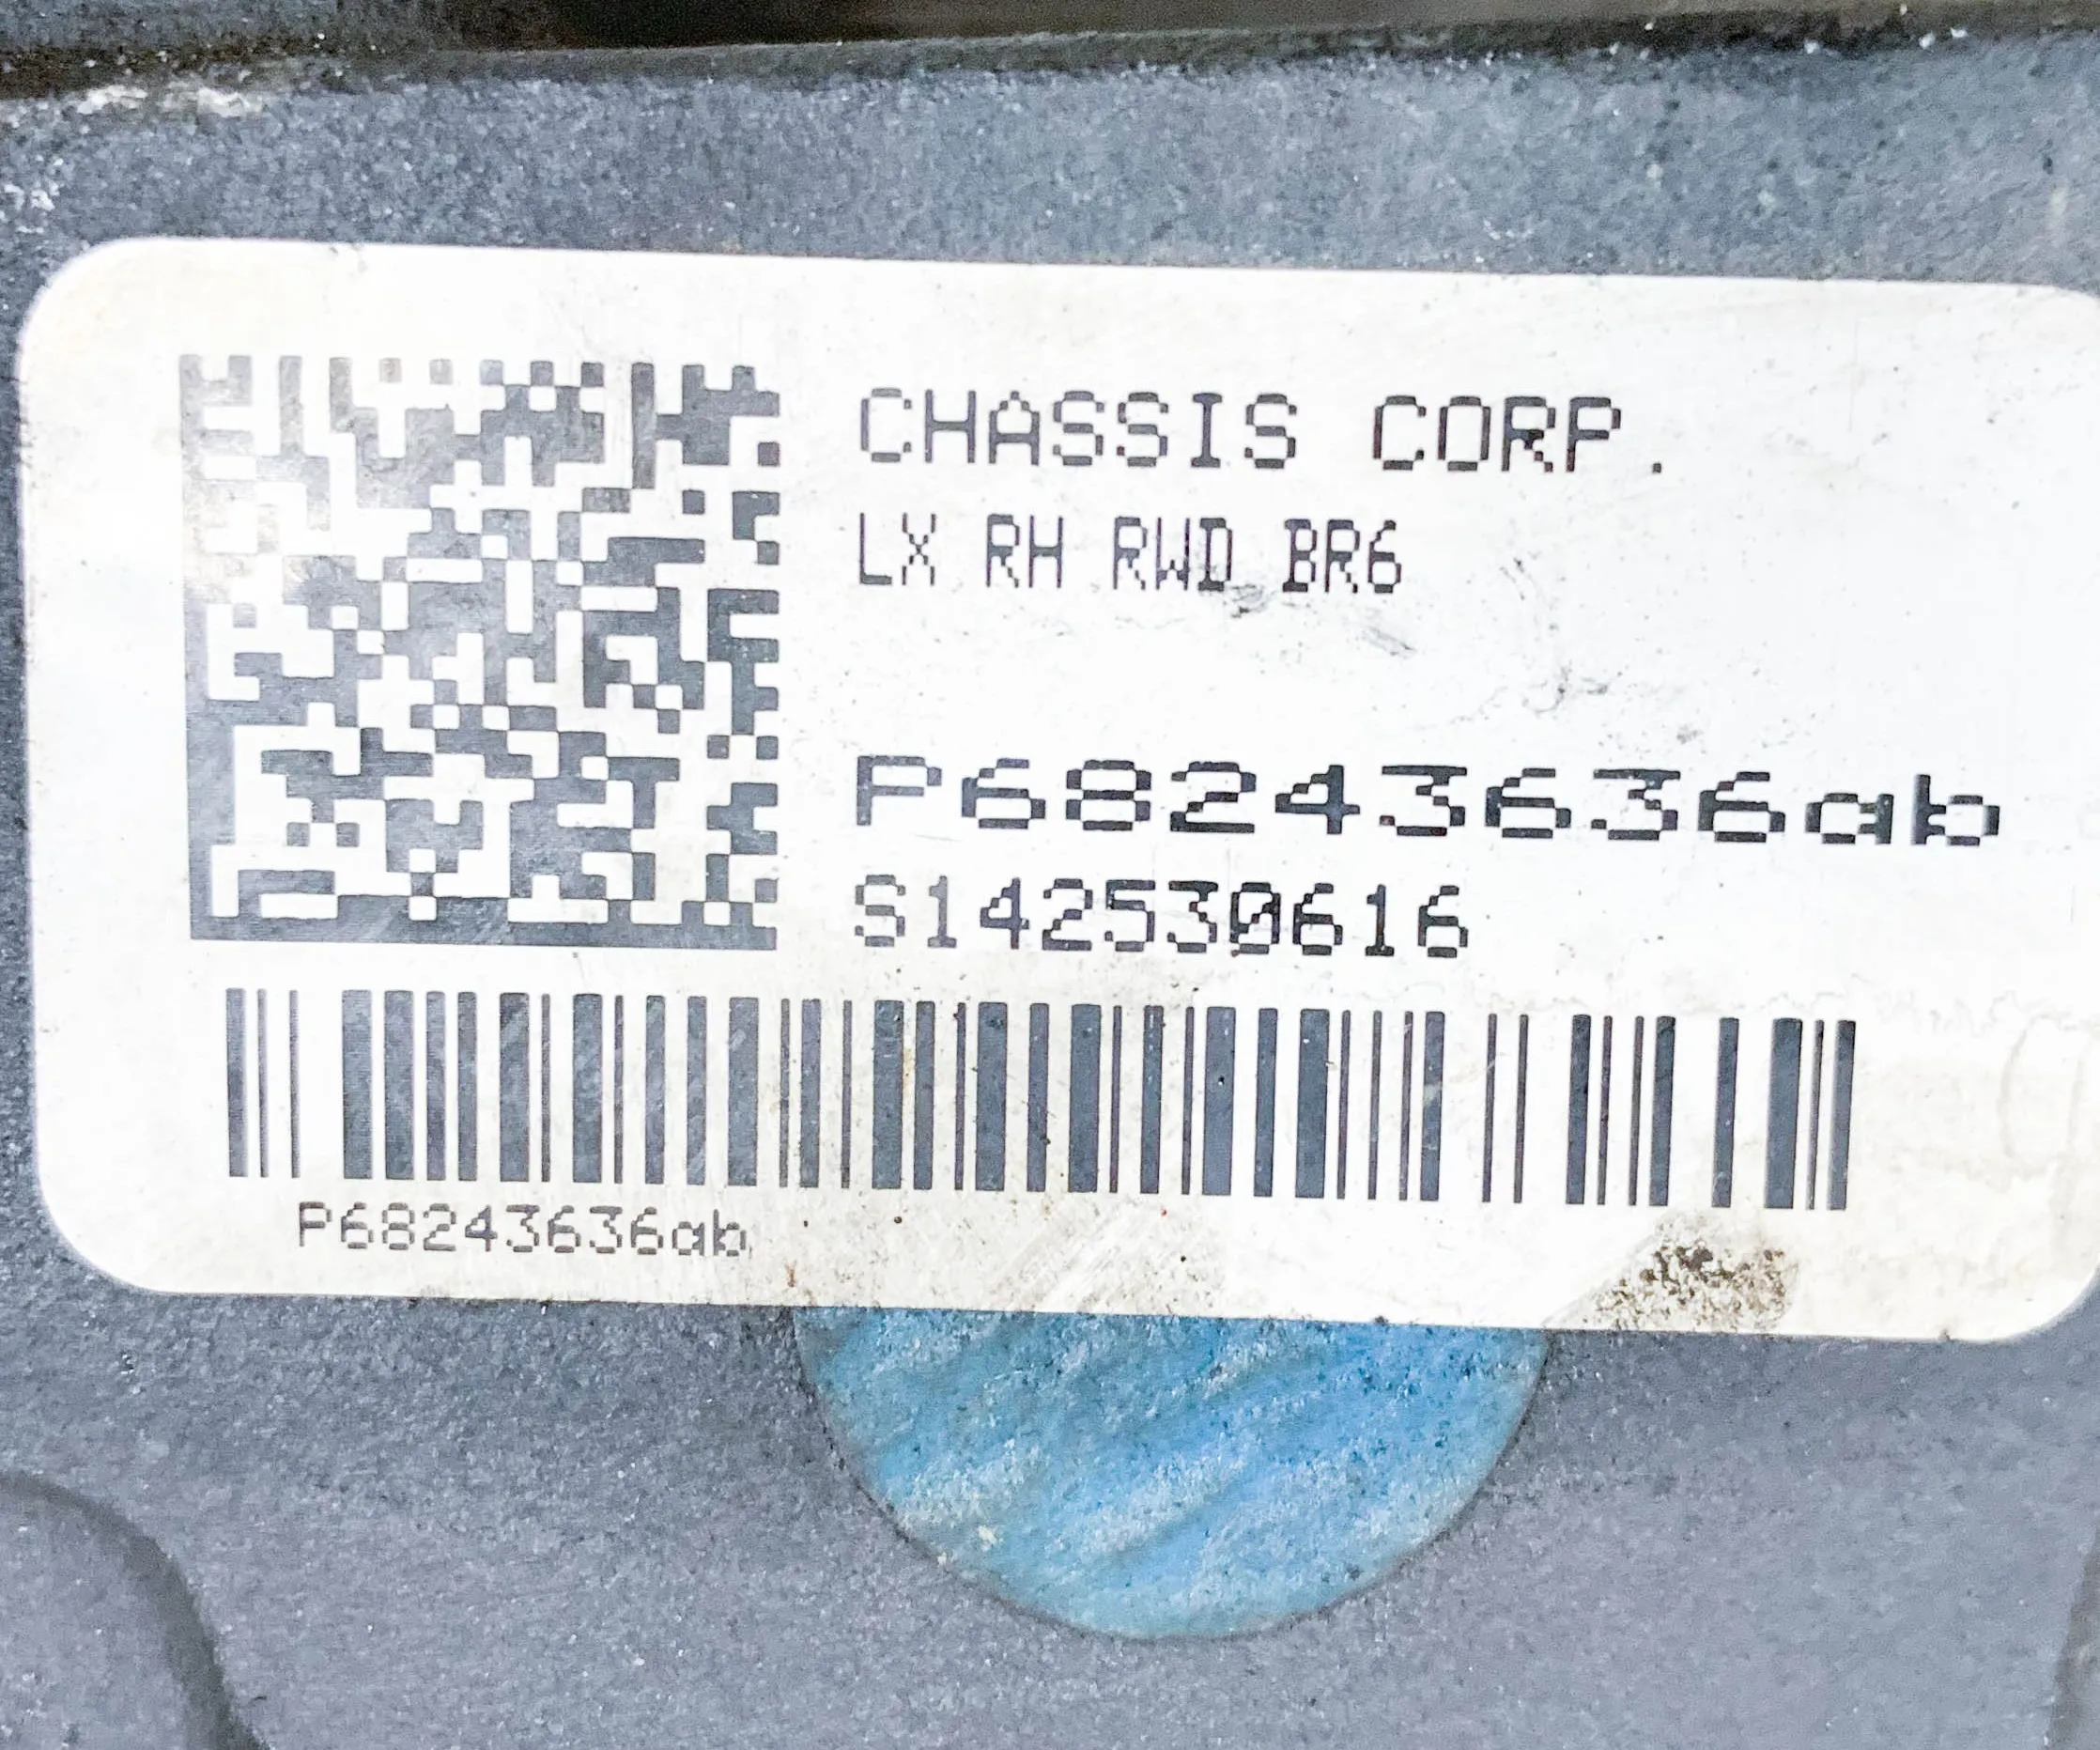 CHASSIS CORP.
LX RH RWD BR6
P68243636ab
S142530616
P68243636ab